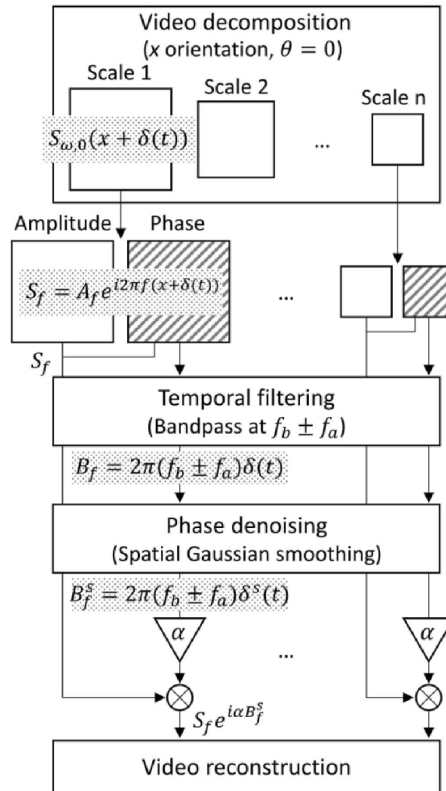 Video decomposition
(x orientation, θ = 0)
Scale 1
Scale 2
Scale n
S_{ω,0}(x + δ(t))
...
Amplitude
Phase
S_f = A_f e^{i2πf(x+δ(t))}
...
S_f
Temporal filtering
(Bandpass at f_b ± f_a)
B_f = 2π(f_b ± f_a)δ(t)
Phase denoising
(Spatial Gaussian smoothing)
B_f^s = 2π(f_b ± f_a)δ^s(t)
α
α
...
S_f e^{iαB_f^s}
Video reconstruction